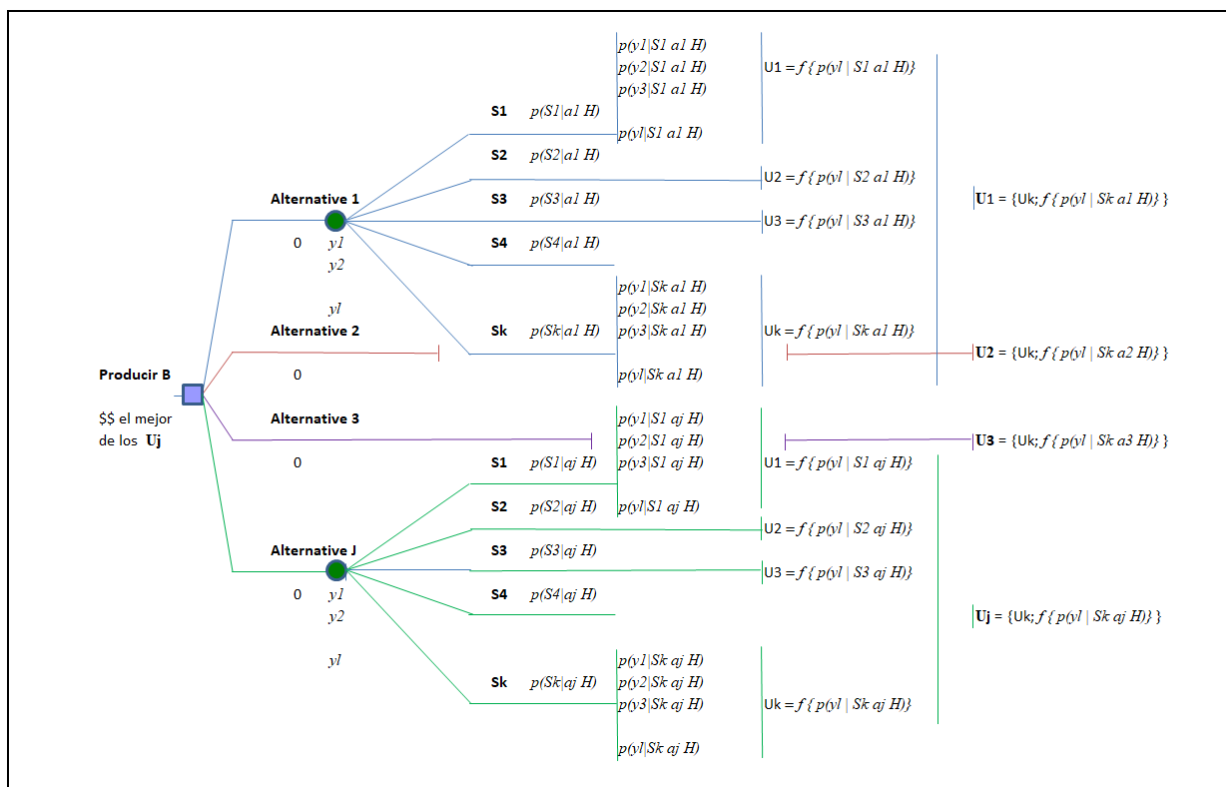 p(y1|S1 a1 H)
p(y2|S1 a1 H)
U1 = f{ p(yl | S1 a1 H)}
p(y3|S1 a1 H)
S1 p(S1|a1 H)
p(yl|S1 a1 H)
S2 p(S2|a1 H)
U2 = f{ p(yl | S2 a1 H)}
Alternative 1
S3 p(S3|a1 H)
U1 = {Uk; f{ p(yl | Sk a1 H)} }
U3 = f{ p(yl | S3 a1 H)}
0 y1
S4 p(S4|a1 H)
y2
p(y1|Sk a1 H)
yl
p(y2|Sk a1 H)
Alternative 2
Sk p(Sk|a1 H)
p(y3|Sk a1 H)
Uk = f{ p(yl | Sk a1 H)}
U2 = {Uk; f{ p(yl | Sk a2 H)} }
Producir B
0
p(yl|Sk a1 H)
$$ el mejor
de los Uj
Alternative 3
p(y1|S1 aj H)
p(y2|S1 aj H)
U3 = {Uk; f{ p(yl | Sk a3 H)} }
0
S1 p(S1|aj H)
p(y3|S1 aj H)
U1 = f{ p(yl | S1 aj H)}
S2 p(S2|aj H)
p(yl|S1 aj H)
U2 = f{ p(yl | S2 aj H)}
Alternative J
S3 p(S3|aj H)
U3 = f{ p(yl | S3 aj H)}
0 y1
S4 p(S4|aj H)
y2
Uj = {Uk; f{ p(yl | Sk aj H)} }
yl
p(y1|Sk aj H)
Sk p(Sk|aj H)
p(y2|Sk aj H)
p(y3|Sk aj H)
Uk = f{ p(yl | Sk aj H)}
p(yl|Sk aj H)